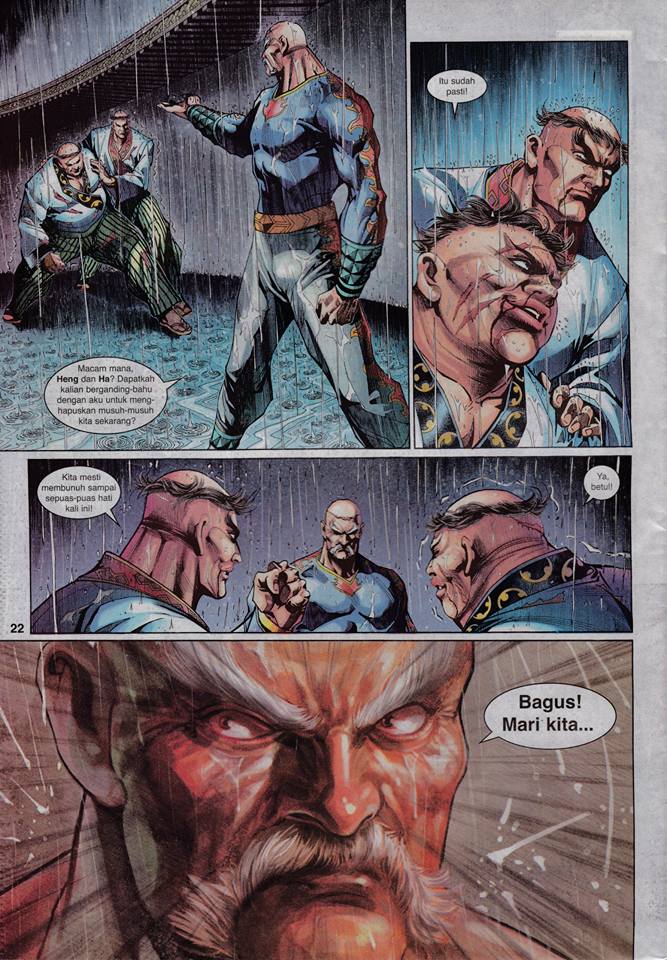 Macam mana,
Heng dan Ha? Dapatkah
kalian berganding-bahu
dengan aku untuk meng-
hapuskan musuh-musuh
kita sekarang?
Itu sudah
pasti!
Kita mesti
membunuh sampai
sepuas-puas hati
kali ini!
Ya,
betul!
22
Bagus!
Mari kita...